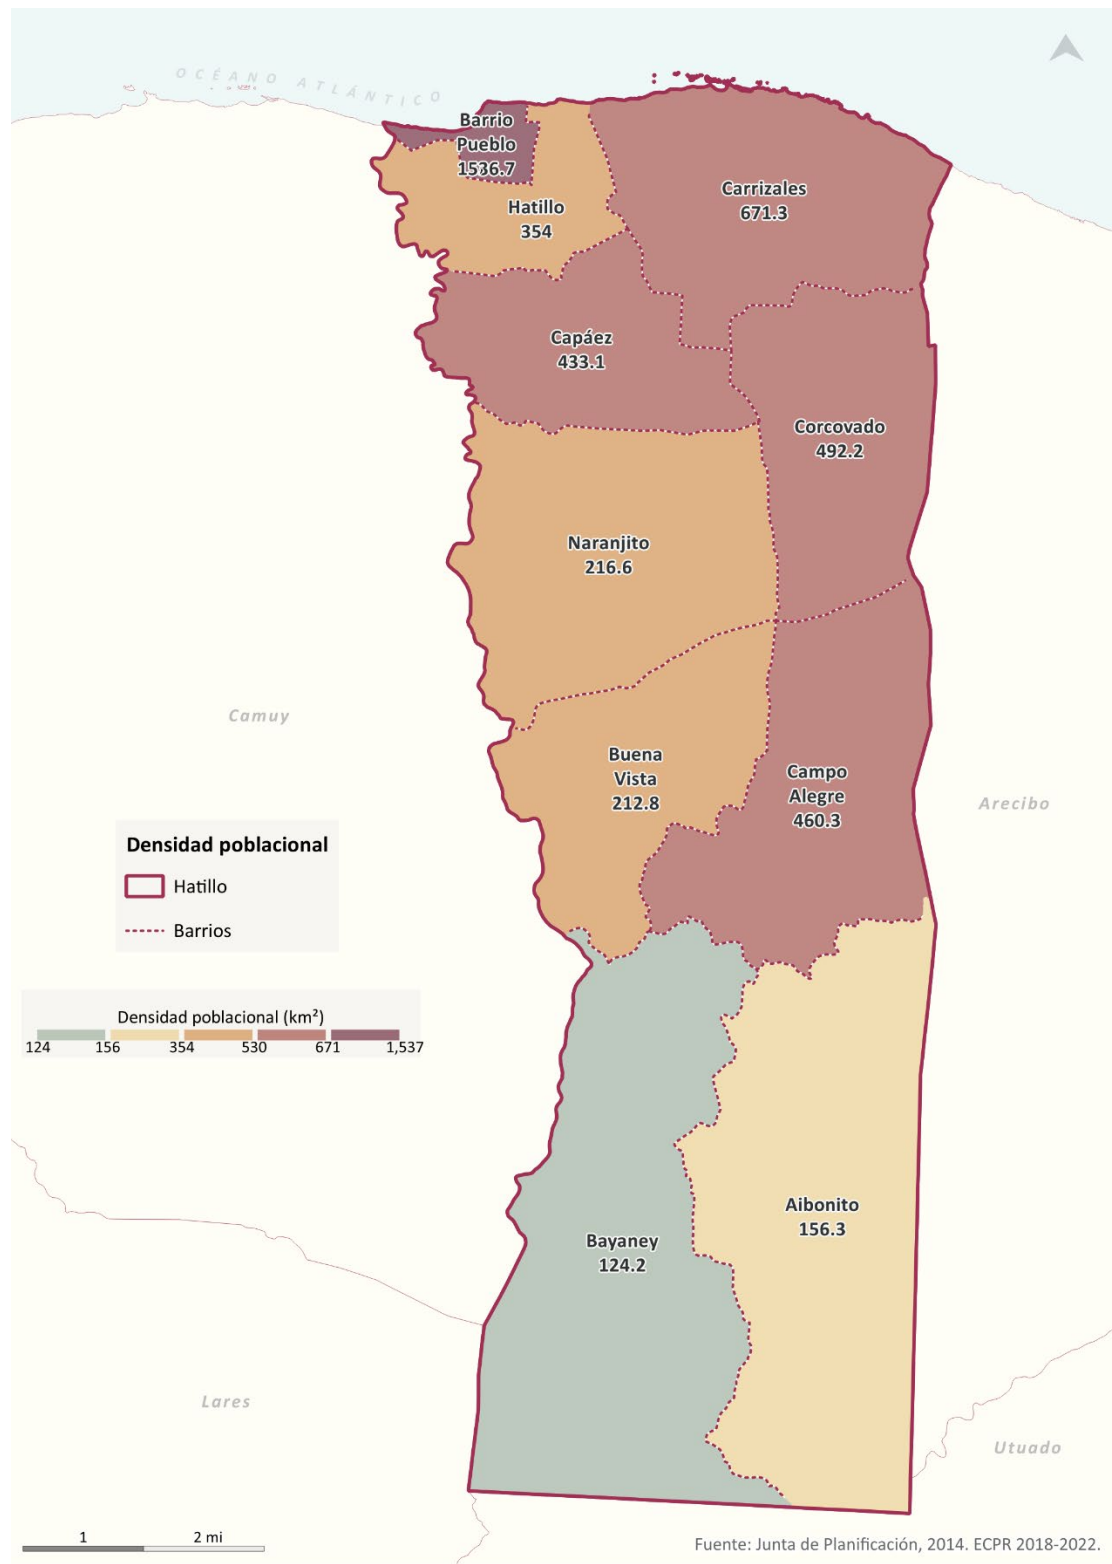 OCÉANO ATLÁNTICO
Barrio
Pueblo
1536.7
Carrizales
671.3
Hatillo
354
Capáez
433.1
Corcovado
492.2
Naranjito
216.6
Camuy
Buena
Vista
212.8
Campo
Alegre
460.3
Arecibo
Densidad poblacional
Hatillo
Barrios
Densidad poblacional (km²)
124 156 354 530 671 1,537
Aibonito
156.3
Bayaney
124.2
Lares
Utuado
1 2 mi
Fuente: Junta de Planificación, 2014. ECPR 2018-2022.